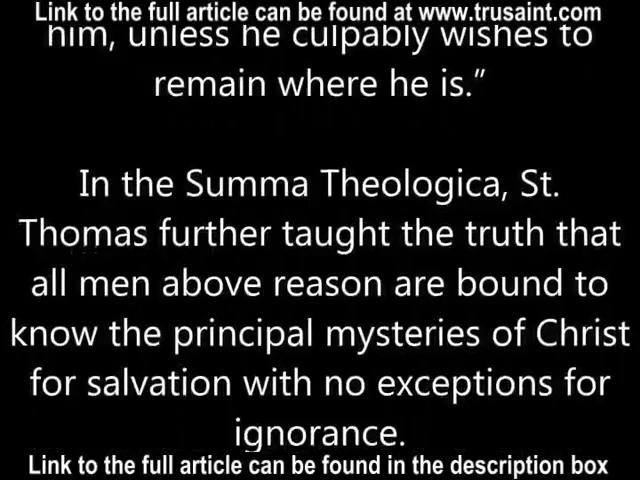 Link to the full article can be found at www.trusaint.com
him, unless he culpably wishes to
remain where he is.”
In the Summa Theologica, St.
Thomas further taught the truth that
all men above reason are bound to
know the principal mysteries of Christ
for salvation with no exceptions for
ignorance.
Link to the full article can be found in the description box